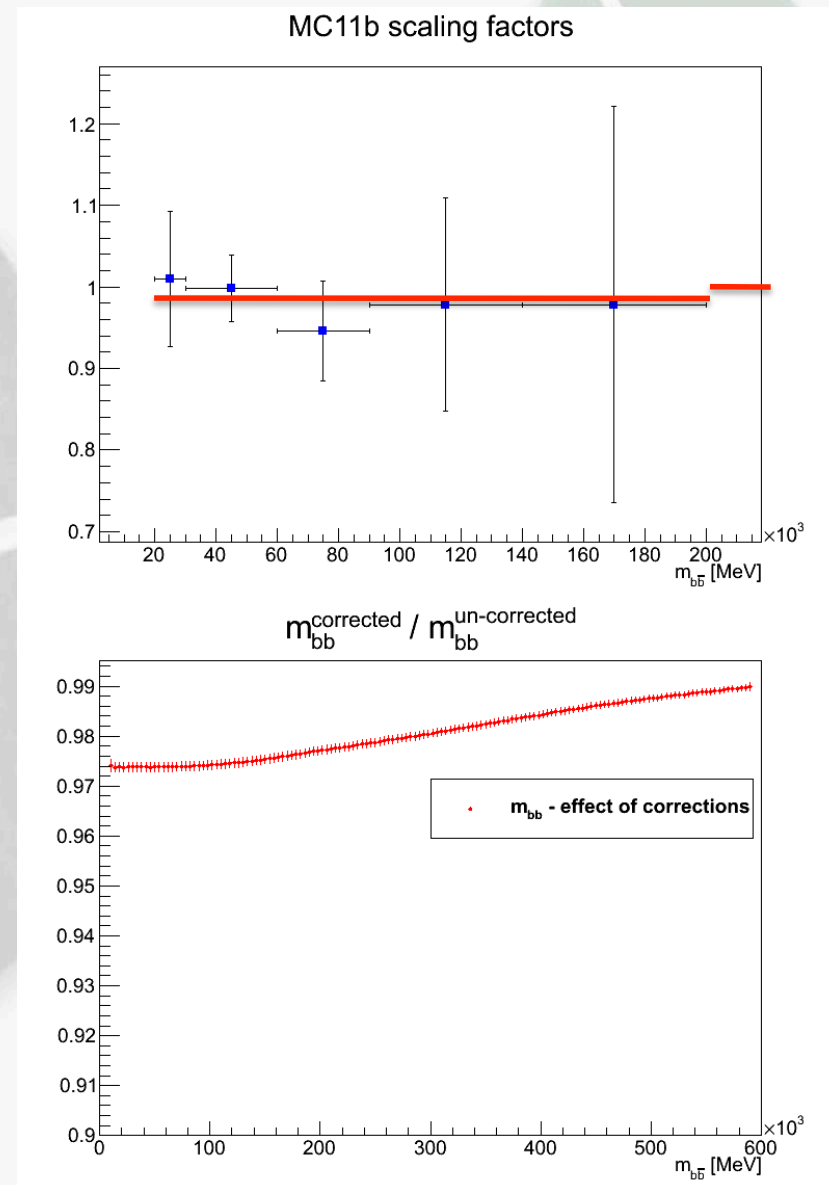 MC11b scaling factors
1.2
1.1
1
0.9
0.8
0.7
20 40 60 80 100 120 140 160 180 200
×10³
m_bb̅ [MeV]
m_bb^corrected / m_bb^un-corrected
0.99
0.98
0.97
m_bb - effect of corrections
0.96
0.95
0.94
0.93
0.92
0.91
0.9
0 100 200 300 400 500 600
×10³
m_bb̅ [MeV]